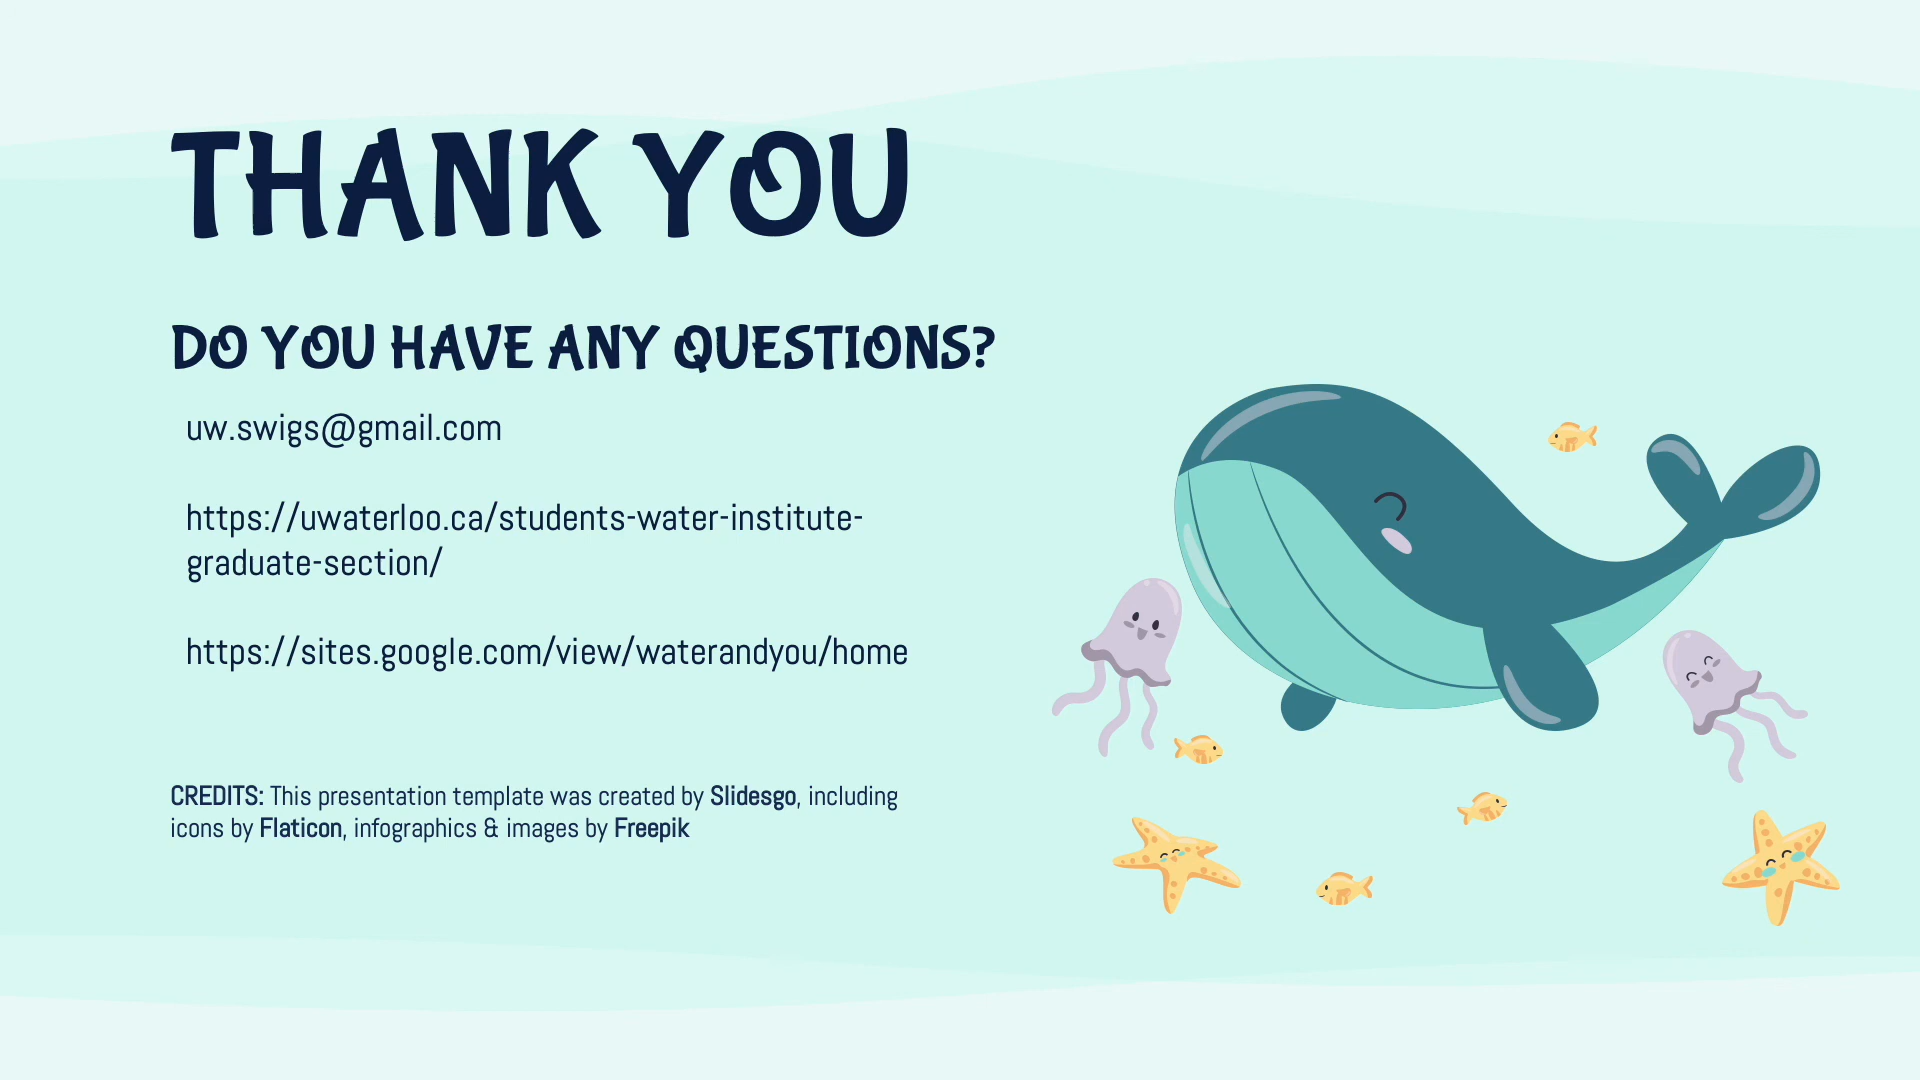 THANK YOU
DO YOU HAVE ANY QUESTIONS?
uw.swigs@gmail.com
https://uwaterloo.ca/students-water-institute-
graduate-section/
https://sites.google.com/view/waterandyou/home
CREDITS: This presentation template was created by Slidesgo, including
icons by Flaticon, infographics & images by Freepik